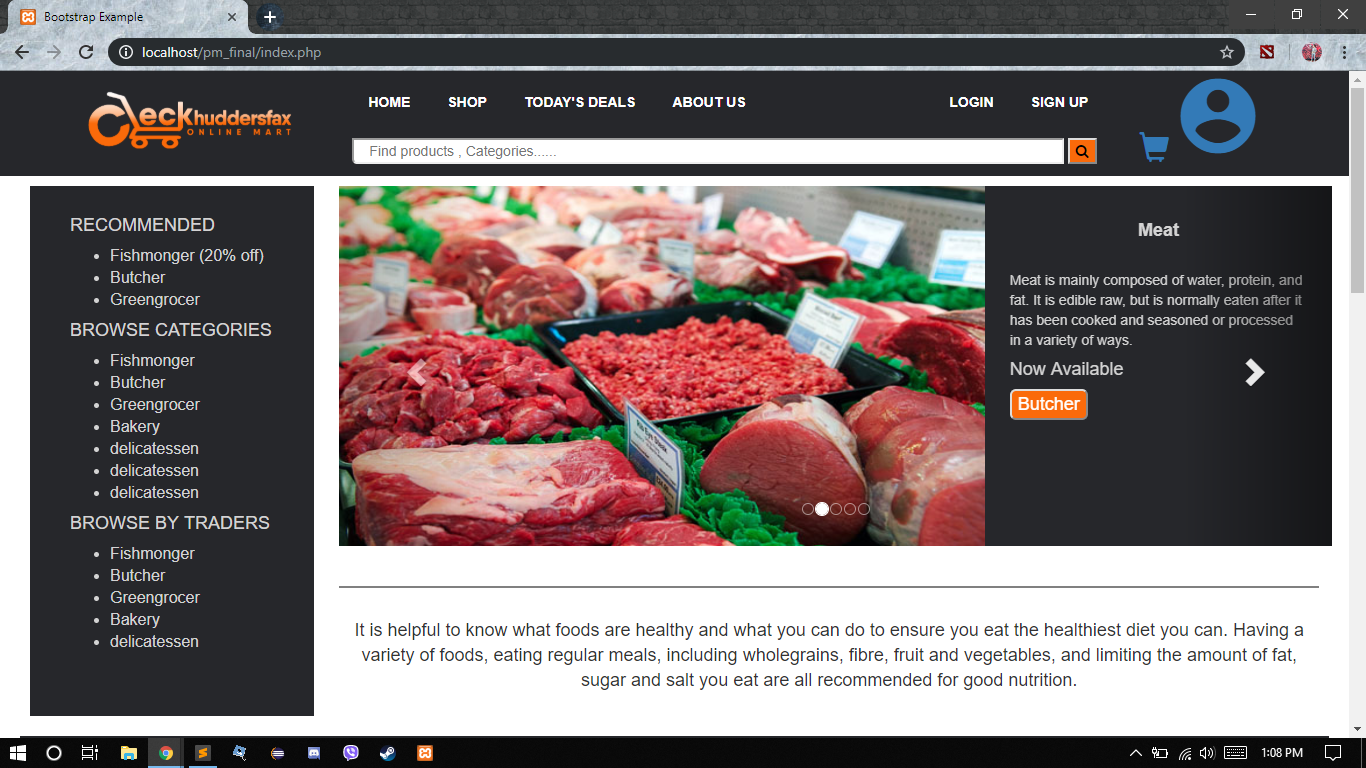 Bootstrap Example
localhost/pm_final/index.php
HOME SHOP TODAY'S DEALS ABOUT US LOGIN SIGN UP
Checkhuddersfax
ONLINE MART
Find products , Categories......
RECOMMENDED
Fishmonger (20% off)
Butcher
Greengrocer
BROWSE CATEGORIES
Fishmonger
Butcher
Greengrocer
Bakery
delicatessen
delicatessen
delicatessen
BROWSE BY TRADERS
Fishmonger
Butcher
Greengrocer
Bakery
delicatessen
Rib Eye Steak
Meat
Meat is mainly composed of water, protein, and
fat. It is edible raw, but is normally eaten after it
has been cooked and seasoned or processed
in a variety of ways.
Now Available
Butcher
It is helpful to know what foods are healthy and what you can do to ensure you eat the healthiest diet you can. Having a
variety of foods, eating regular meals, including wholegrains, fibre, fruit and vegetables, and limiting the amount of fat,
sugar and salt you eat are all recommended for good nutrition.
1:08 PM